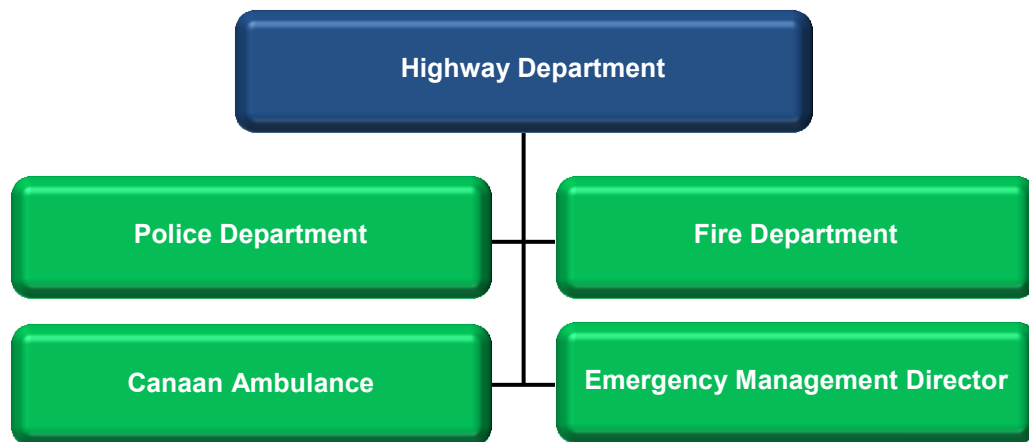 Highway Department
Police Department
Fire Department
Canaan Ambulance
Emergency Management Director